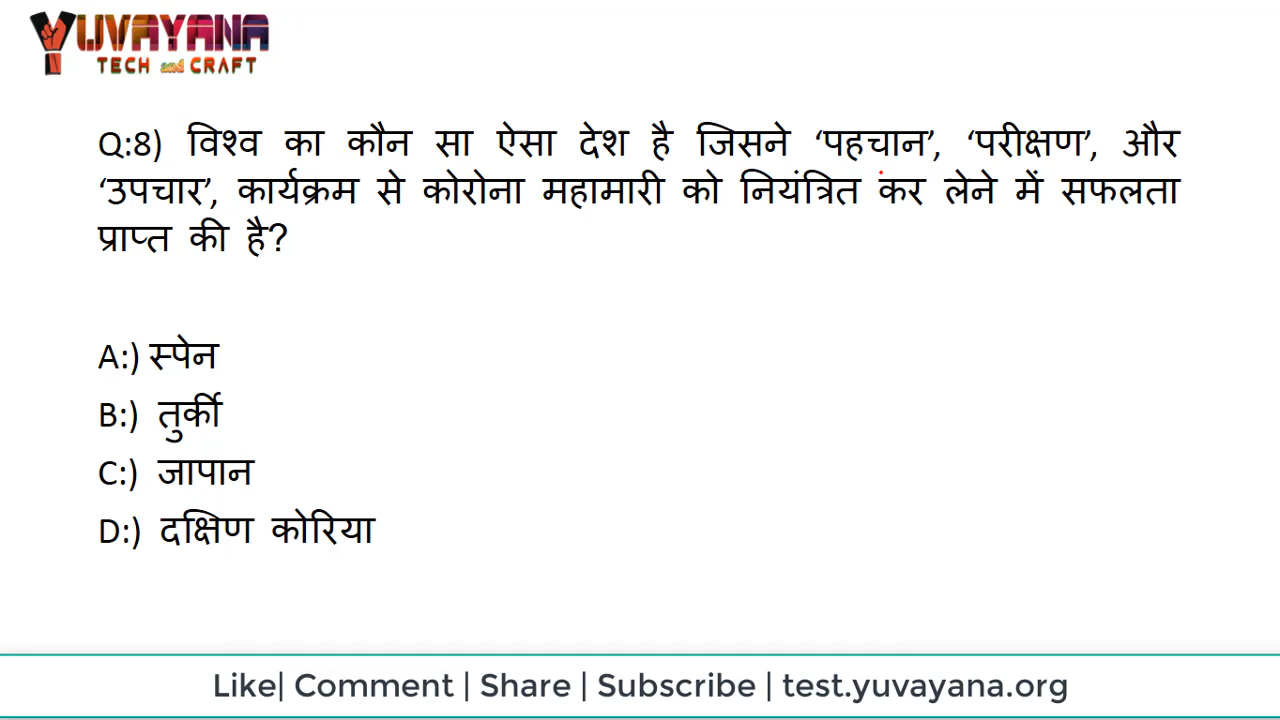 YUVAYANA
TECH and CRAFT
Q:8) विश्व का कौन सा ऐसा देश है जिसने ‘पहचान’, ‘परीक्षण’, और
‘उपचार’, कार्यक्रम से कोरोना महामारी को नियंत्रित कर लेने में सफलता
प्राप्त की है?
A:) स्पेन
B:) तुर्की
C:) जापान
D:) दक्षिण कोरिया
Like| Comment | Share | Subscribe | test.yuvayana.org